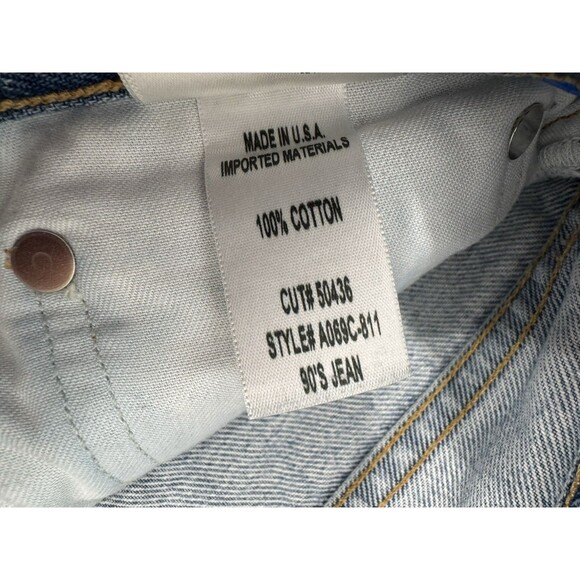 MADE IN U.S.A.
IMPORTED MATERIALS
100% COTTON
CUT# 50436
STYLE# A069C-811
90'S JEAN